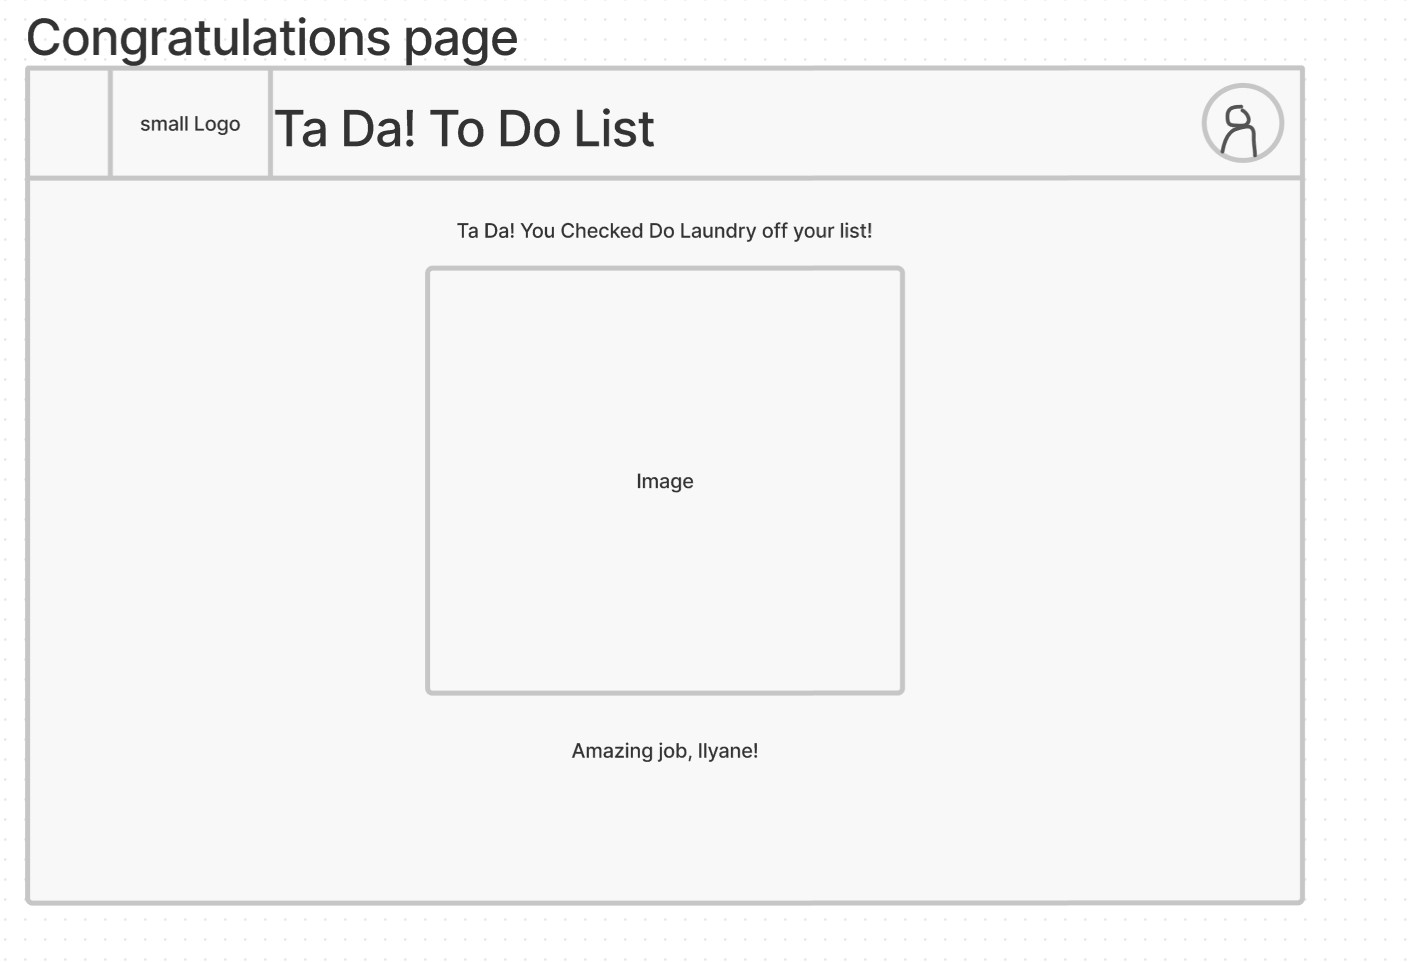 Congratulations page
small Logo
Ta Da! To Do List
Ta Da! You Checked Do Laundry off your list!
Image
Amazing job, Ilyane!